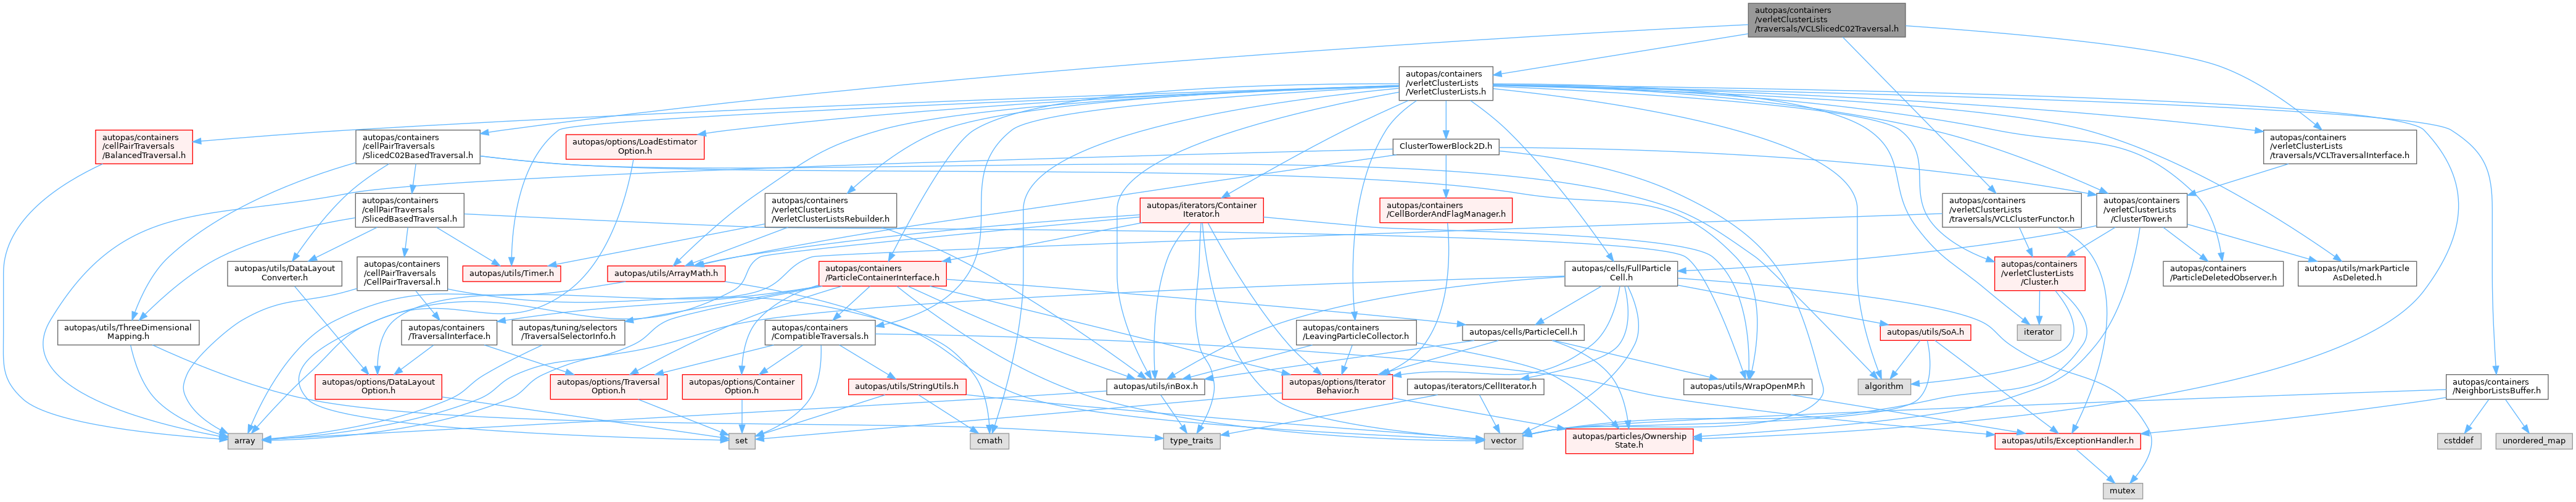 autopas/containers
/verletClusterLists
/traversals/VCLSlicedC02Traversal.h
autopas/containers
/verletClusterLists
/VerletClusterLists.h
autopas/containers
/cellPairTraversals
/BalancedTraversal.h
autopas/containers
/cellPairTraversals
/SlicedC02BasedTraversal.h
autopas/options/LoadEstimator
Option.h
ClusterTowerBlock2D.h
autopas/containers
/verletClusterLists
/traversals/VCLTraversalInterface.h
autopas/containers
/cellPairTraversals
/SlicedBasedTraversal.h
autopas/containers
/verletClusterLists
/VerletClusterListsRebuilder.h
autopas/iterators/Container
Iterator.h
autopas/containers
/CellBorderAndFlagManager.h
autopas/containers
/verletClusterLists
/traversals/VCLClusterFunctor.h
autopas/containers
/verletClusterLists
/ClusterTower.h
autopas/utils/DataLayout
Converter.h
autopas/containers
/cellPairTraversals
/CellPairTraversal.h
autopas/utils/Timer.h
autopas/utils/ArrayMath.h
autopas/containers
/ParticleContainerInterface.h
autopas/cells/FullParticle
Cell.h
autopas/containers
/verletClusterLists
/Cluster.h
autopas/containers
/ParticleDeletedObserver.h
autopas/utils/markParticle
AsDeleted.h
autopas/utils/ThreeDimensional
Mapping.h
autopas/containers
/TraversalInterface.h
autopas/tuning/selectors
/TraversalSelectorInfo.h
autopas/containers
/CompatibleTraversals.h
autopas/containers
/LeavingParticleCollector.h
autopas/cells/ParticleCell.h
autopas/utils/SoA.h
iterator
autopas/options/DataLayout
Option.h
autopas/options/Traversal
Option.h
autopas/options/Container
Option.h
autopas/utils/StringUtils.h
autopas/utils/inBox.h
autopas/options/Iterator
Behavior.h
autopas/iterators/CellIterator.h
autopas/utils/WrapOpenMP.h
algorithm
autopas/containers
/NeighborListsBuffer.h
array
set
cmath
type_traits
vector
autopas/particles/Ownership
State.h
autopas/utils/ExceptionHandler.h
cstddef
unordered_map
mutex